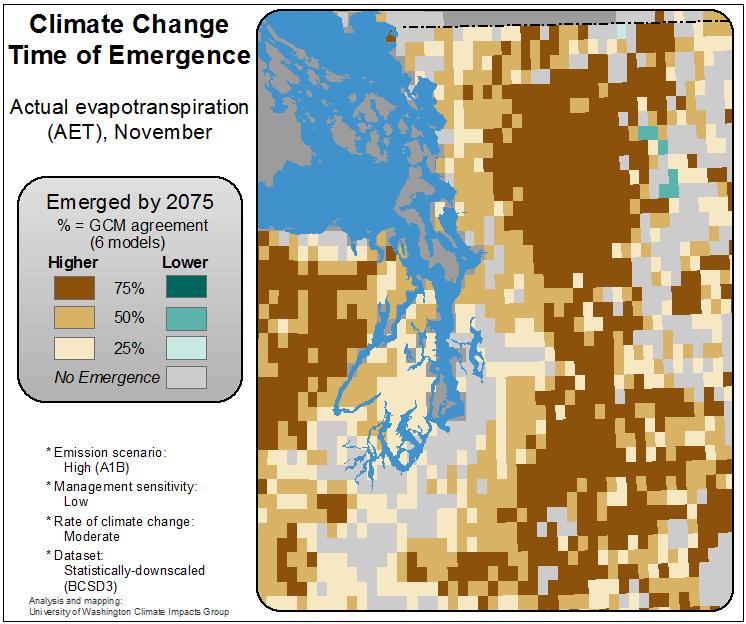 Climate Change
Time of Emergence
Actual evapotranspiration
(AET), November
Emerged by 2075
% = GCM agreement
(6 models)
Higher Lower
75%
50%
25%
No Emergence
* Emission scenario:
High (A1B)
* Management sensitivity:
Low
* Rate of climate change:
Moderate
* Dataset:
Statistically-downscaled
(BCSD3)
Analysis and mapping:
University of Washington Climate Impacts Group